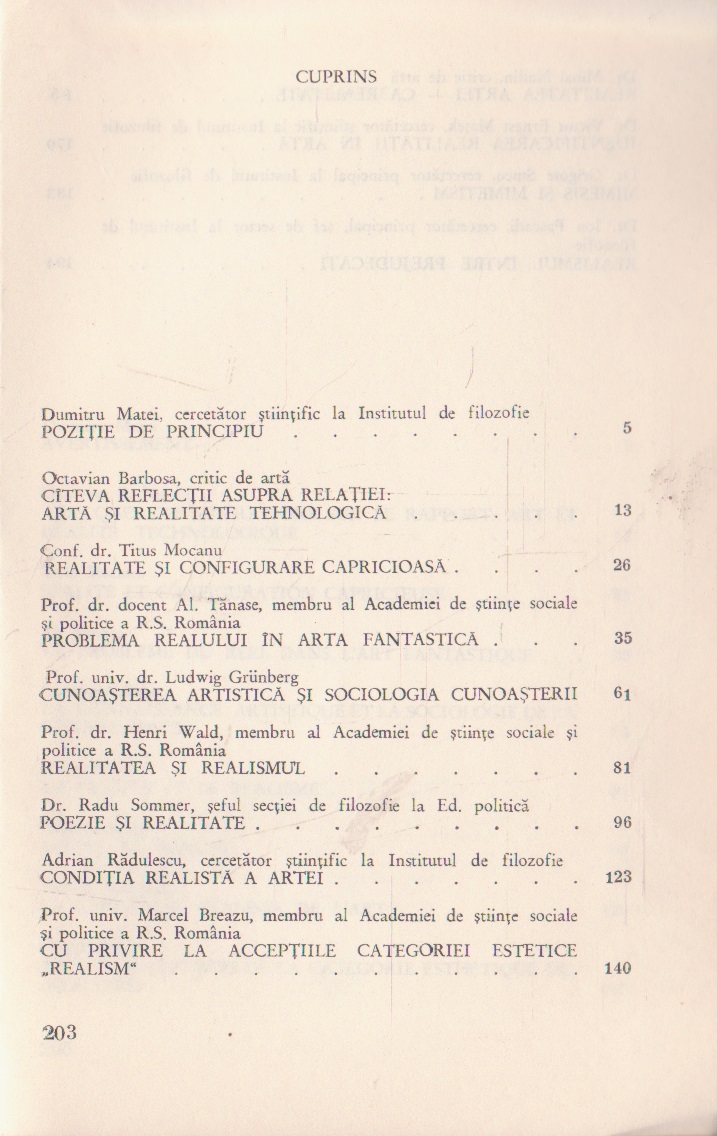 CUPRINS
Dumitru Matei, cercetător științific la Institutul de filozofie
POZIȚIE DE PRINCIPIU . . . . . . . . 5
Octavian Barbosa, critic de artă
CÎTEVA REFLECȚII ASUPRA RELAȚIEI:
ARTĂ ȘI REALITATE TEHNOLOGICĂ . . . . . 13
Conf. dr. Titus Mocanu
REALITATE ȘI CONFIGURARE CAPRICIOASĂ . . . . 26
Prof. dr. docent Al. Tănase, membru al Academiei de științe sociale
și politice a R.S. România
PROBLEMA REALULUI ÎN ARTA FANTASTICĂ . . . 35
Prof. univ. dr. Ludwig Grünberg
CUNOAȘTEREA ARTISTICĂ ȘI SOCIOLOGIA CUNOAȘTERII 61
Prof. dr. Henri Wald, membru al Academiei de științe sociale și
politice a R.S. România
REALITATEA ȘI REALISMUL . . . . . . . 81
Dr. Radu Sommer, șeful secției de filozofie la Ed. politică
POEZIE ȘI REALITATE . . . . . . . . . 96
Adrian Rădulescu, cercetător științific la Institutul de filozofie
CONDIȚIA REALISTĂ A ARTEI . . . . . . . 123
Prof. univ. Marcel Breazu, membru al Academiei de științe sociale
și politice a R.S. România
CU PRIVIRE LA ACCEPȚIILE CATEGORIEI ESTETICE
„REALISM“ . . . . . . . . . . . 140
203